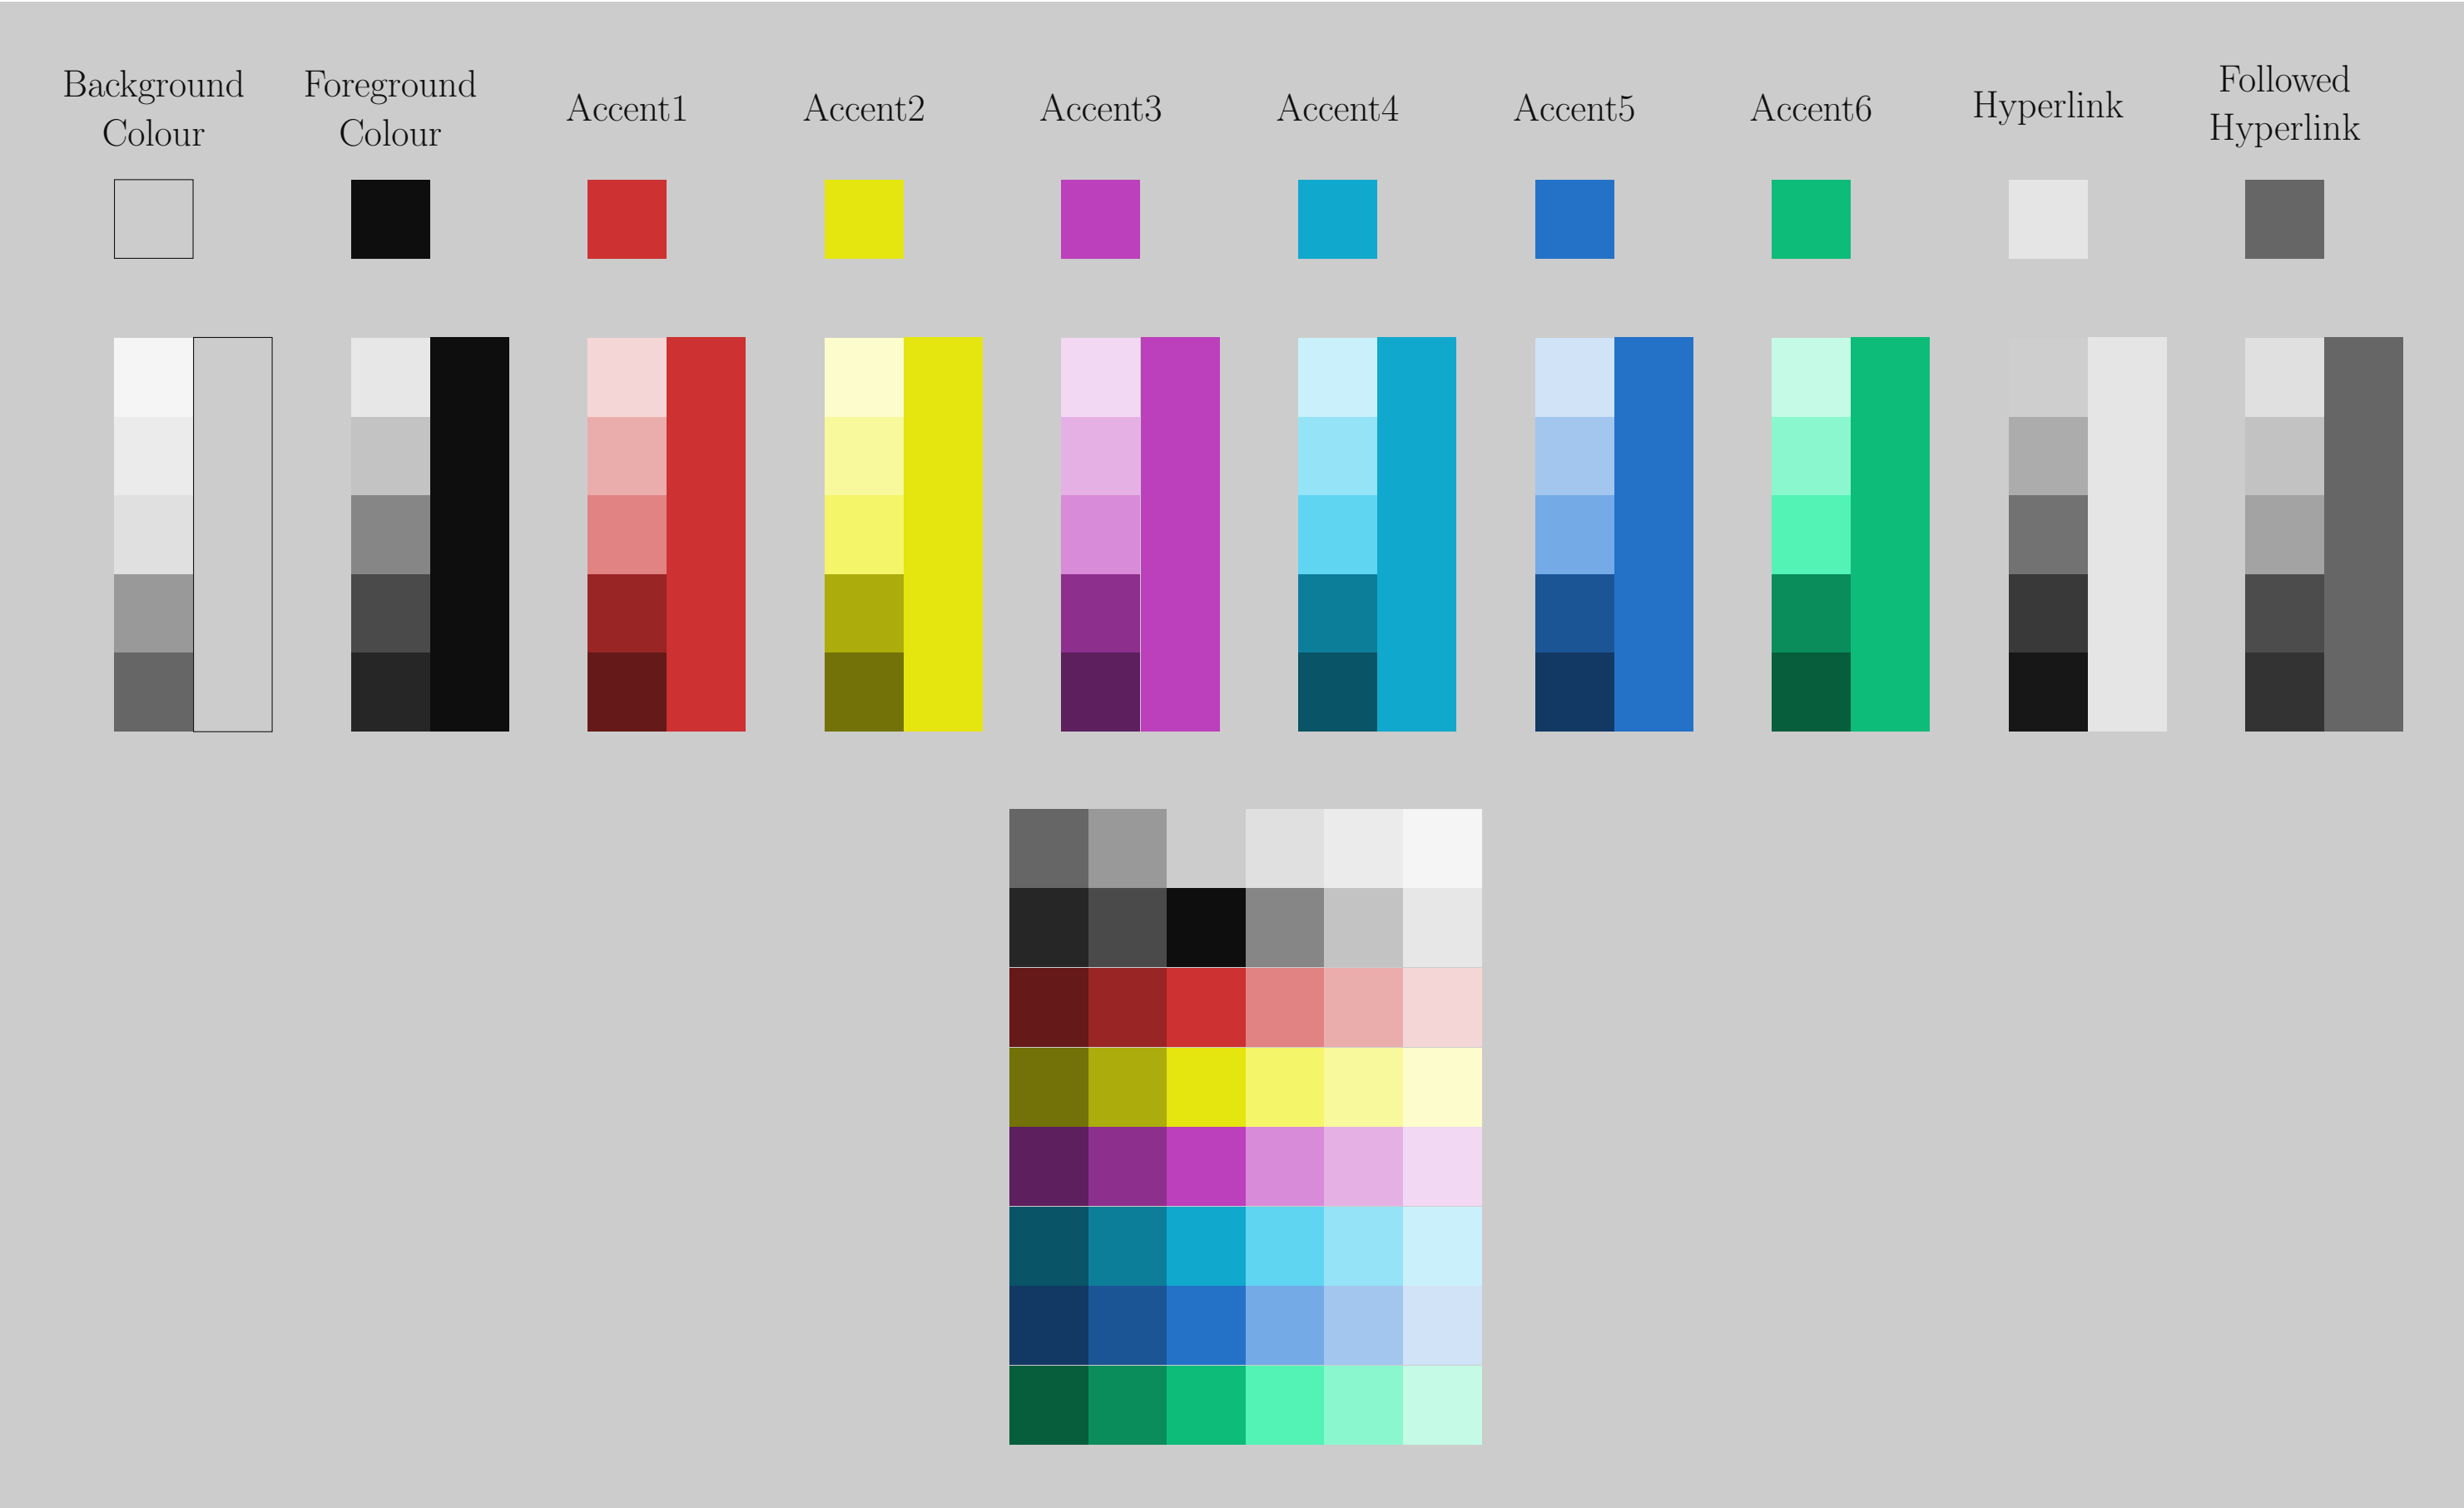 Background
Colour
Foreground
Colour
Accent1
Accent2
Accent3
Accent4
Accent5
Accent6
Hyperlink
Followed
Hyperlink